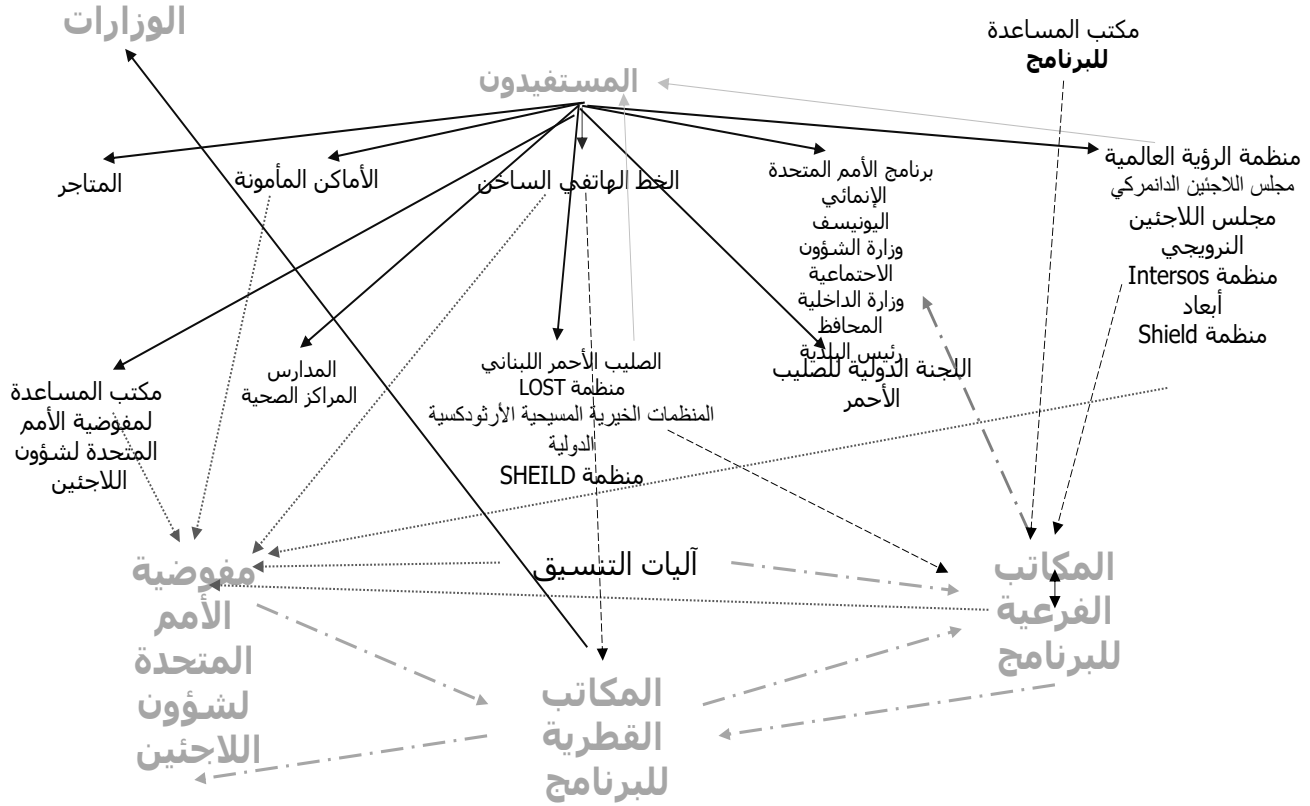 الوزارات
مكتب المساعدة
للبرنامج
المستفيدون
منظمة الرؤية العالمية
مجلس اللاجئين الدانمركي
مجلس اللاجئين
النرويجي
منظمة Intersos
أبعاد
منظمة Shield
برنامج الأمم المتحدة
الإنمائي
اليونيسف
وزارة الشؤون
الاحتماعية
وزارة الداخلية
المحافظ
رئيس البلدية
الخط الهاتفي الساخن
الأماكن المأمونة
المتاجر
اللجنة الدولية للصليب
الأحمر
الصليب الأحمر اللبناني
منظمة LOST
المنظمات الخيرية المسيحية الأرثودكسية
الدولية
منظمة SHEILD
المدارس
المراكز الصحية
مكتب المساعدة
لمفوضية الأمم
المتحدة لشؤون
اللاجئين
آليات التنسيق
المكاتب
الفرعية
للبرنامج
مفوضية
الأمم
المتحدة
لشؤون
اللاجئين
المكاتب
القطرية
للبرنامج